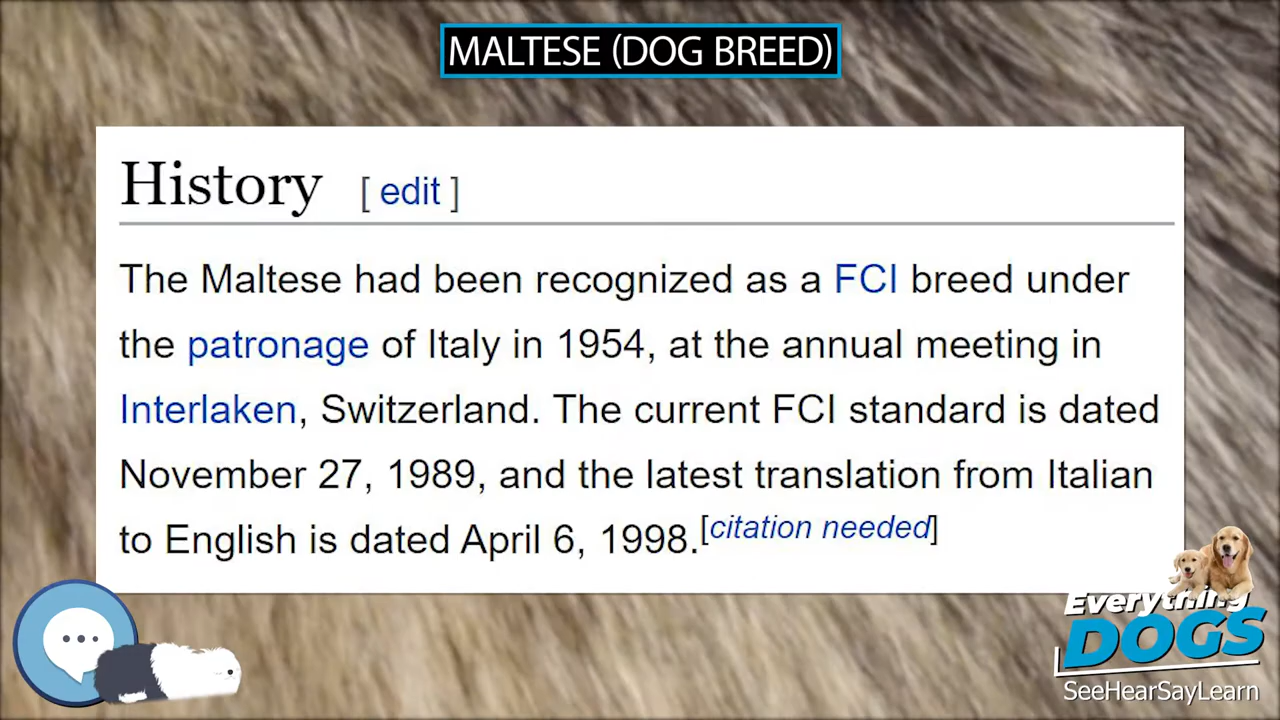 MALTESE (DOG BREED)
History [ edit ]
The Maltese had been recognized as a FCI breed under
the patronage of Italy in 1954, at the annual meeting in
Interlaken, Switzerland. The current FCI standard is dated
November 27, 1989, and the latest translation from Italian
to English is dated April 6, 1998.[citation needed]
Everything
DOGS
SeeHearSayLearn